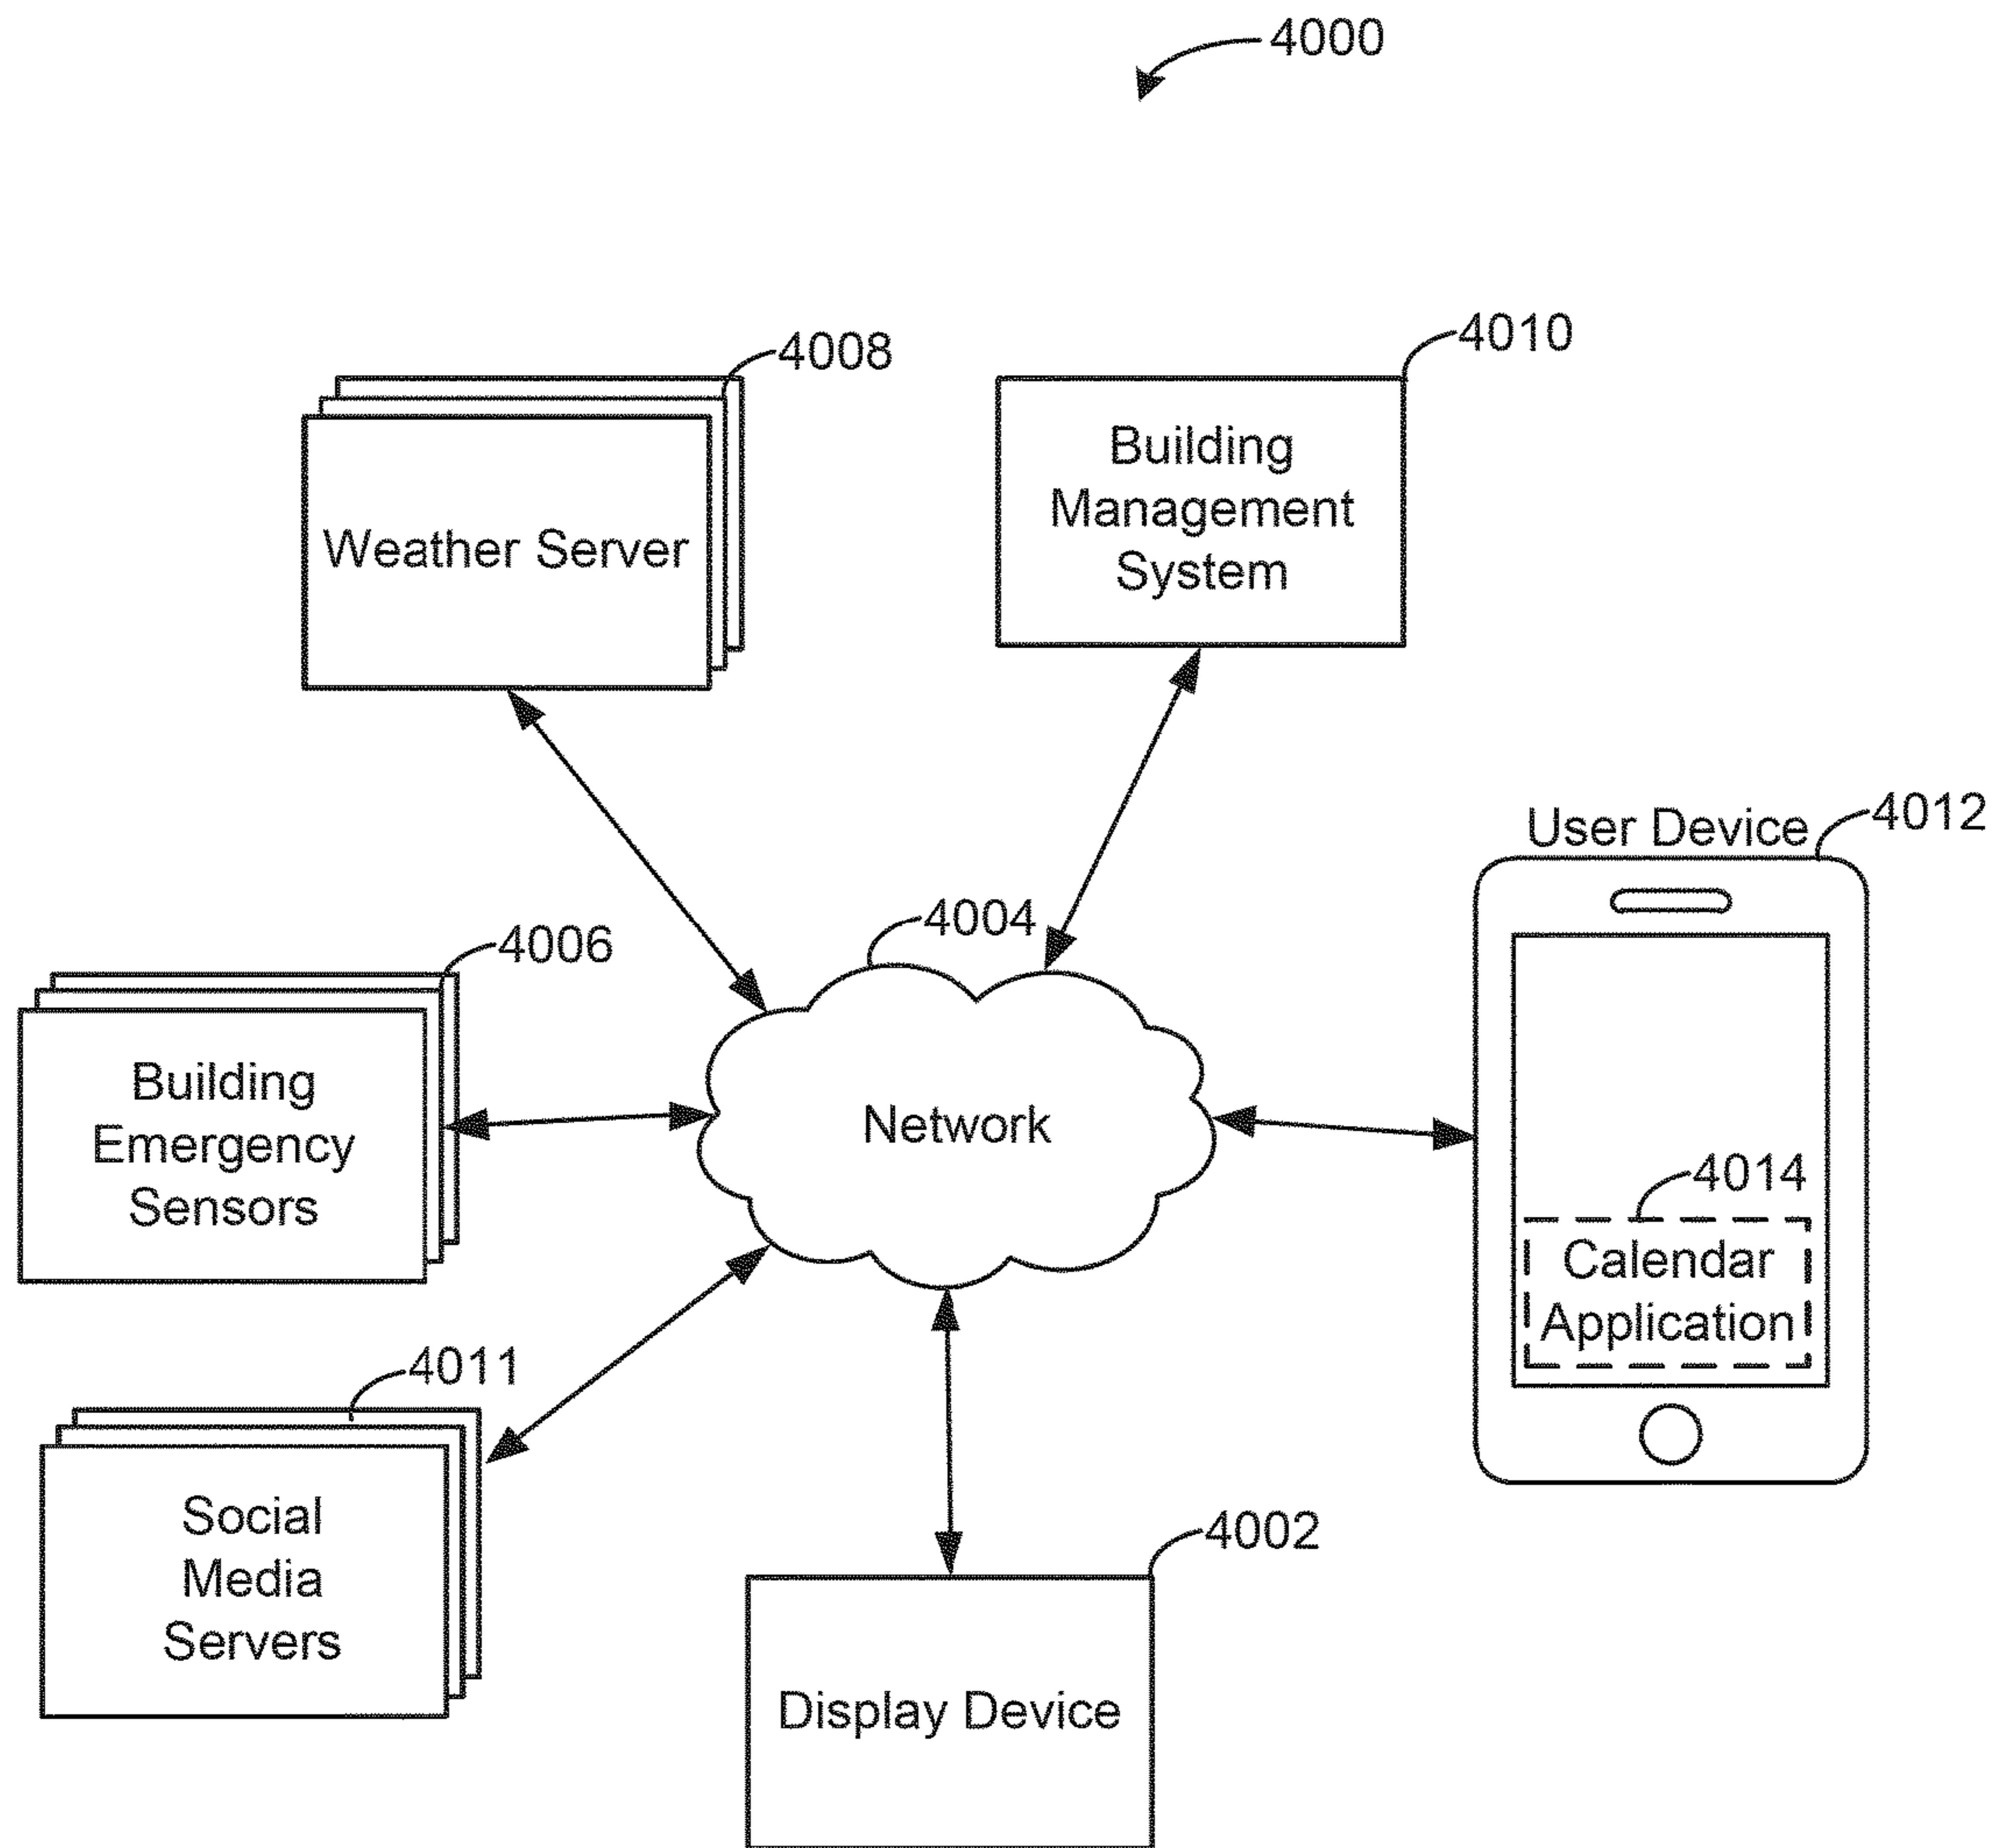 4000
4008
Weather Server
4010
Building
Management
System
User Device
4012
4004
Network
4006
Building
Emergency
Sensors
4014
Calendar
Application
4011
Social
Media
Servers
4002
Display Device